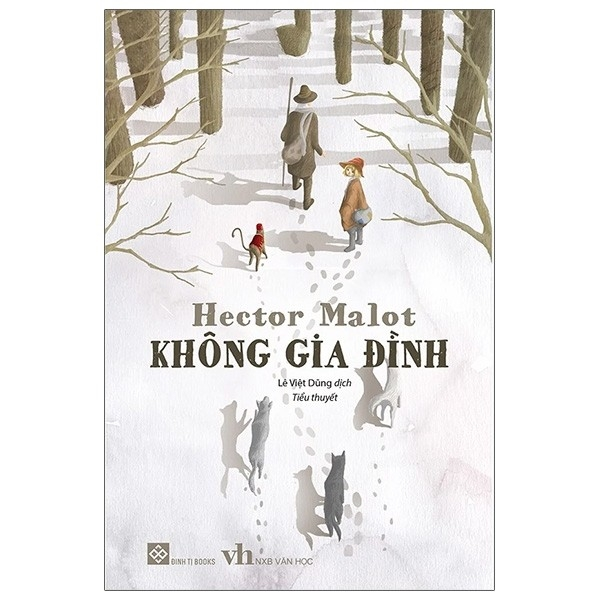 Hector Malot
KHÔNG GIA ĐÌNH
Lê Việt Dũng dịch
Tiểu thuyết
ĐINH TỊ BOOKS
vh NXB VĂN HỌC